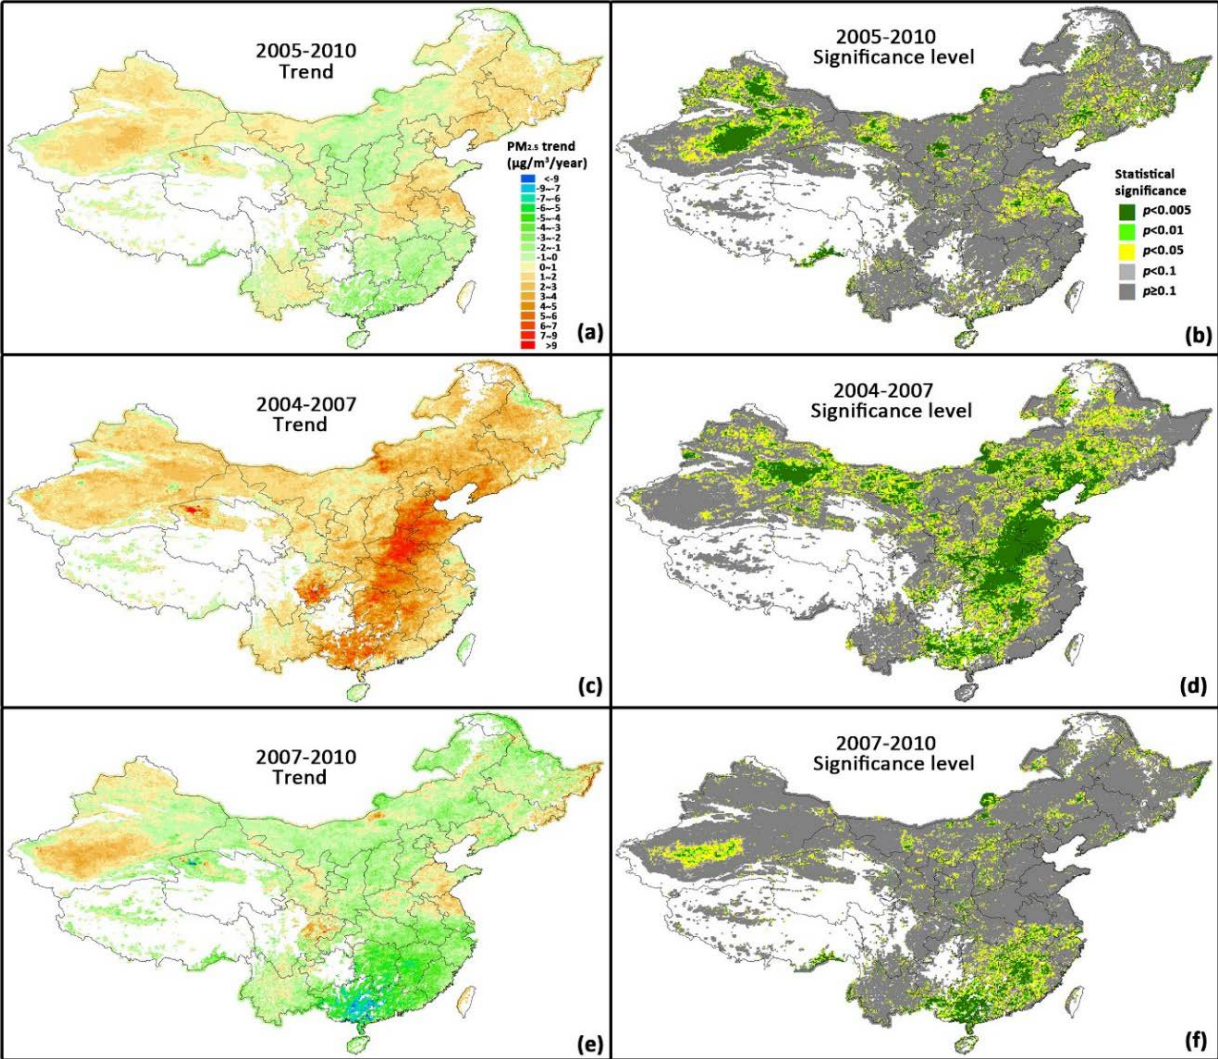 2005-2010
Trend
PM2.5 trend
(μg/m³/year)
<-9
-9~-7
-7~-6
-6~-5
-5~-4
-4~-3
-3~-2
-2~-1
-1~0
0~1
1~2
2~3
3~4
4~5
5~6
6~7
7~9
>9
(a)
2005-2010
Significance level
Statistical
significance
p<0.005
p<0.01
p<0.05
p<0.1
p≥0.1
(b)
2004-2007
Trend
(c)
2004-2007
Significance level
(d)
2007-2010
Trend
(e)
2007-2010
Significance level
(f)